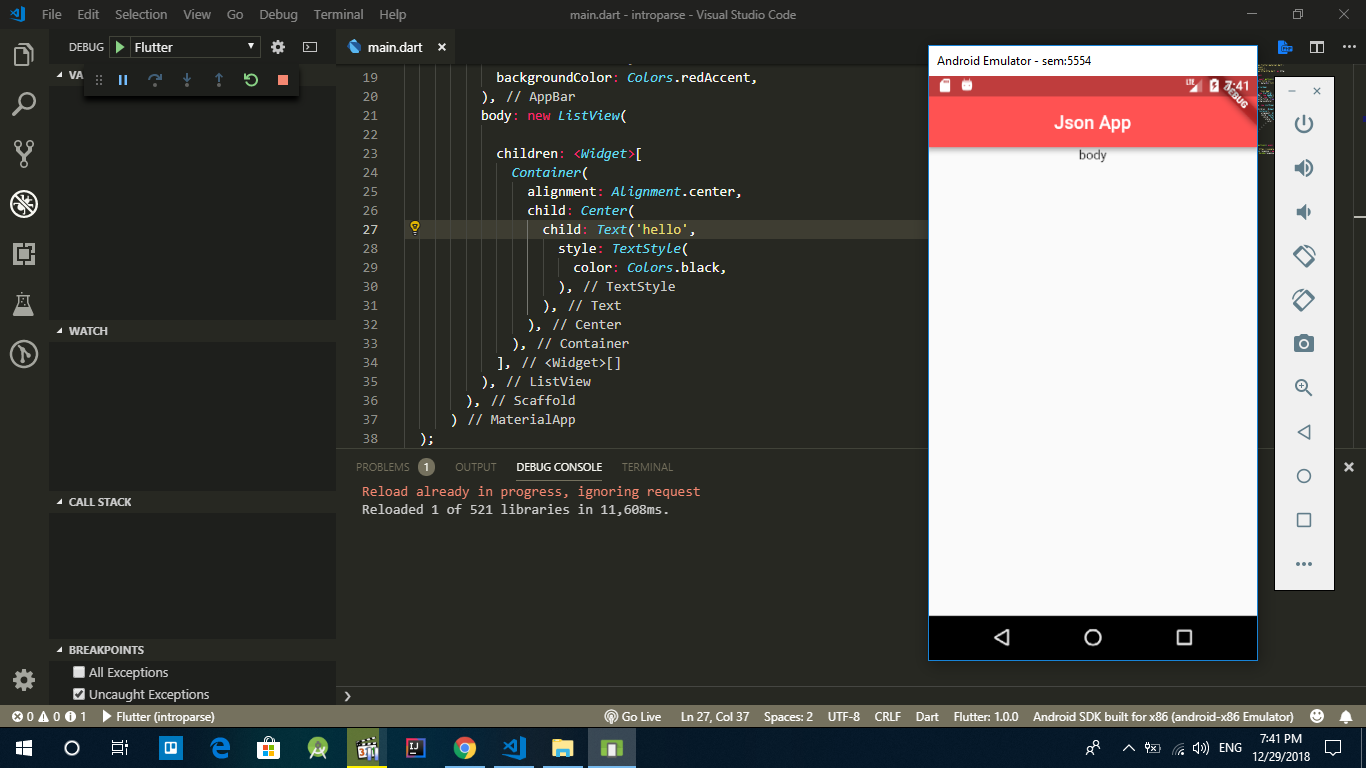 File Edit Selection View Go Debug Terminal Help
main.dart - introparse - Visual Studio Code
DEBUG Flutter
main.dart
VA
WATCH
CALL STACK
BREAKPOINTS
All Exceptions
Uncaught Exceptions
19 backgroundColor: Colors.redAccent,
20 ), // AppBar
21 body: new ListView(
22
23 children: <Widget>[
24 Container(
25 alignment: Alignment.center,
26 child: Center(
27 child: Text('hello',
28 style: TextStyle(
29 color: Colors.black,
30 ), // TextStyle
31 ), // Text
32 ), // Center
33 ), // Container
34 ], // <Widget>[]
35 ), // ListView
36 ), // Scaffold
37 ) // MaterialApp
38 );
PROBLEMS 1 OUTPUT DEBUG CONSOLE TERMINAL
Reload already in progress, ignoring request
Reloaded 1 of 521 libraries in 11,608ms.
Android Emulator - sem:5554
LTE 7:41
DEBUG
Json App
body
0 0 1 Flutter (introparse) Go Live Ln 27, Col 37 Spaces: 2 UTF-8 CRLF Dart Flutter: 1.0.0 Android SDK built for x86 (android-x86 Emulator)
ENG
7:41 PM
12/29/2018